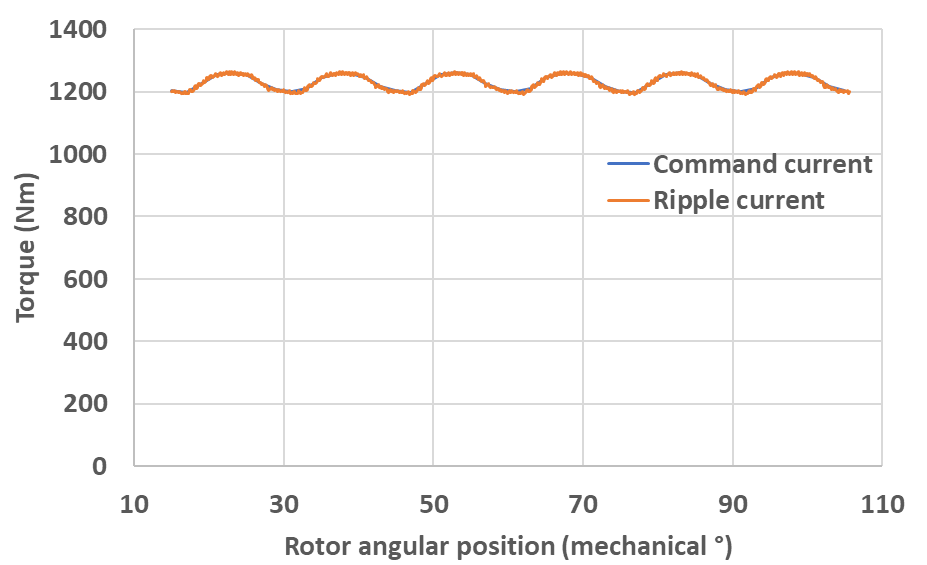 1400
1200
1000
800
600
400
200
0
Torque (Nm)
Command current
Ripple current
10 30 50 70 90 110
Rotor angular position (mechanical °)